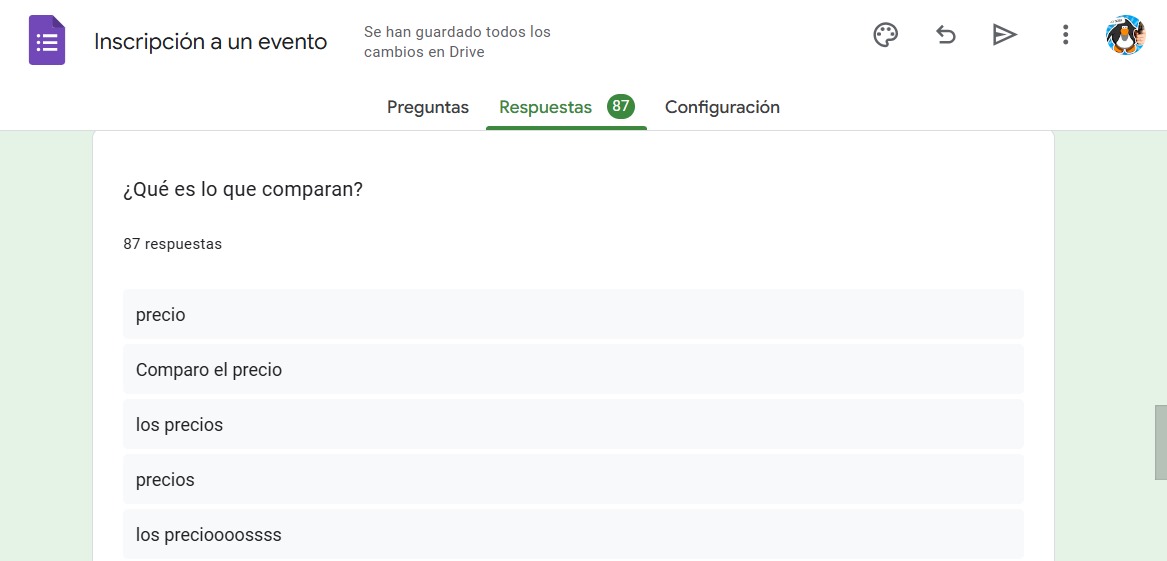 Inscripción a un evento
Se han guardado todos los
cambios en Drive
Preguntas
Respuestas 87
Configuración
¿Qué es lo que comparan?
87 respuestas
precio
Comparo el precio
los precios
precios
los precioooossss